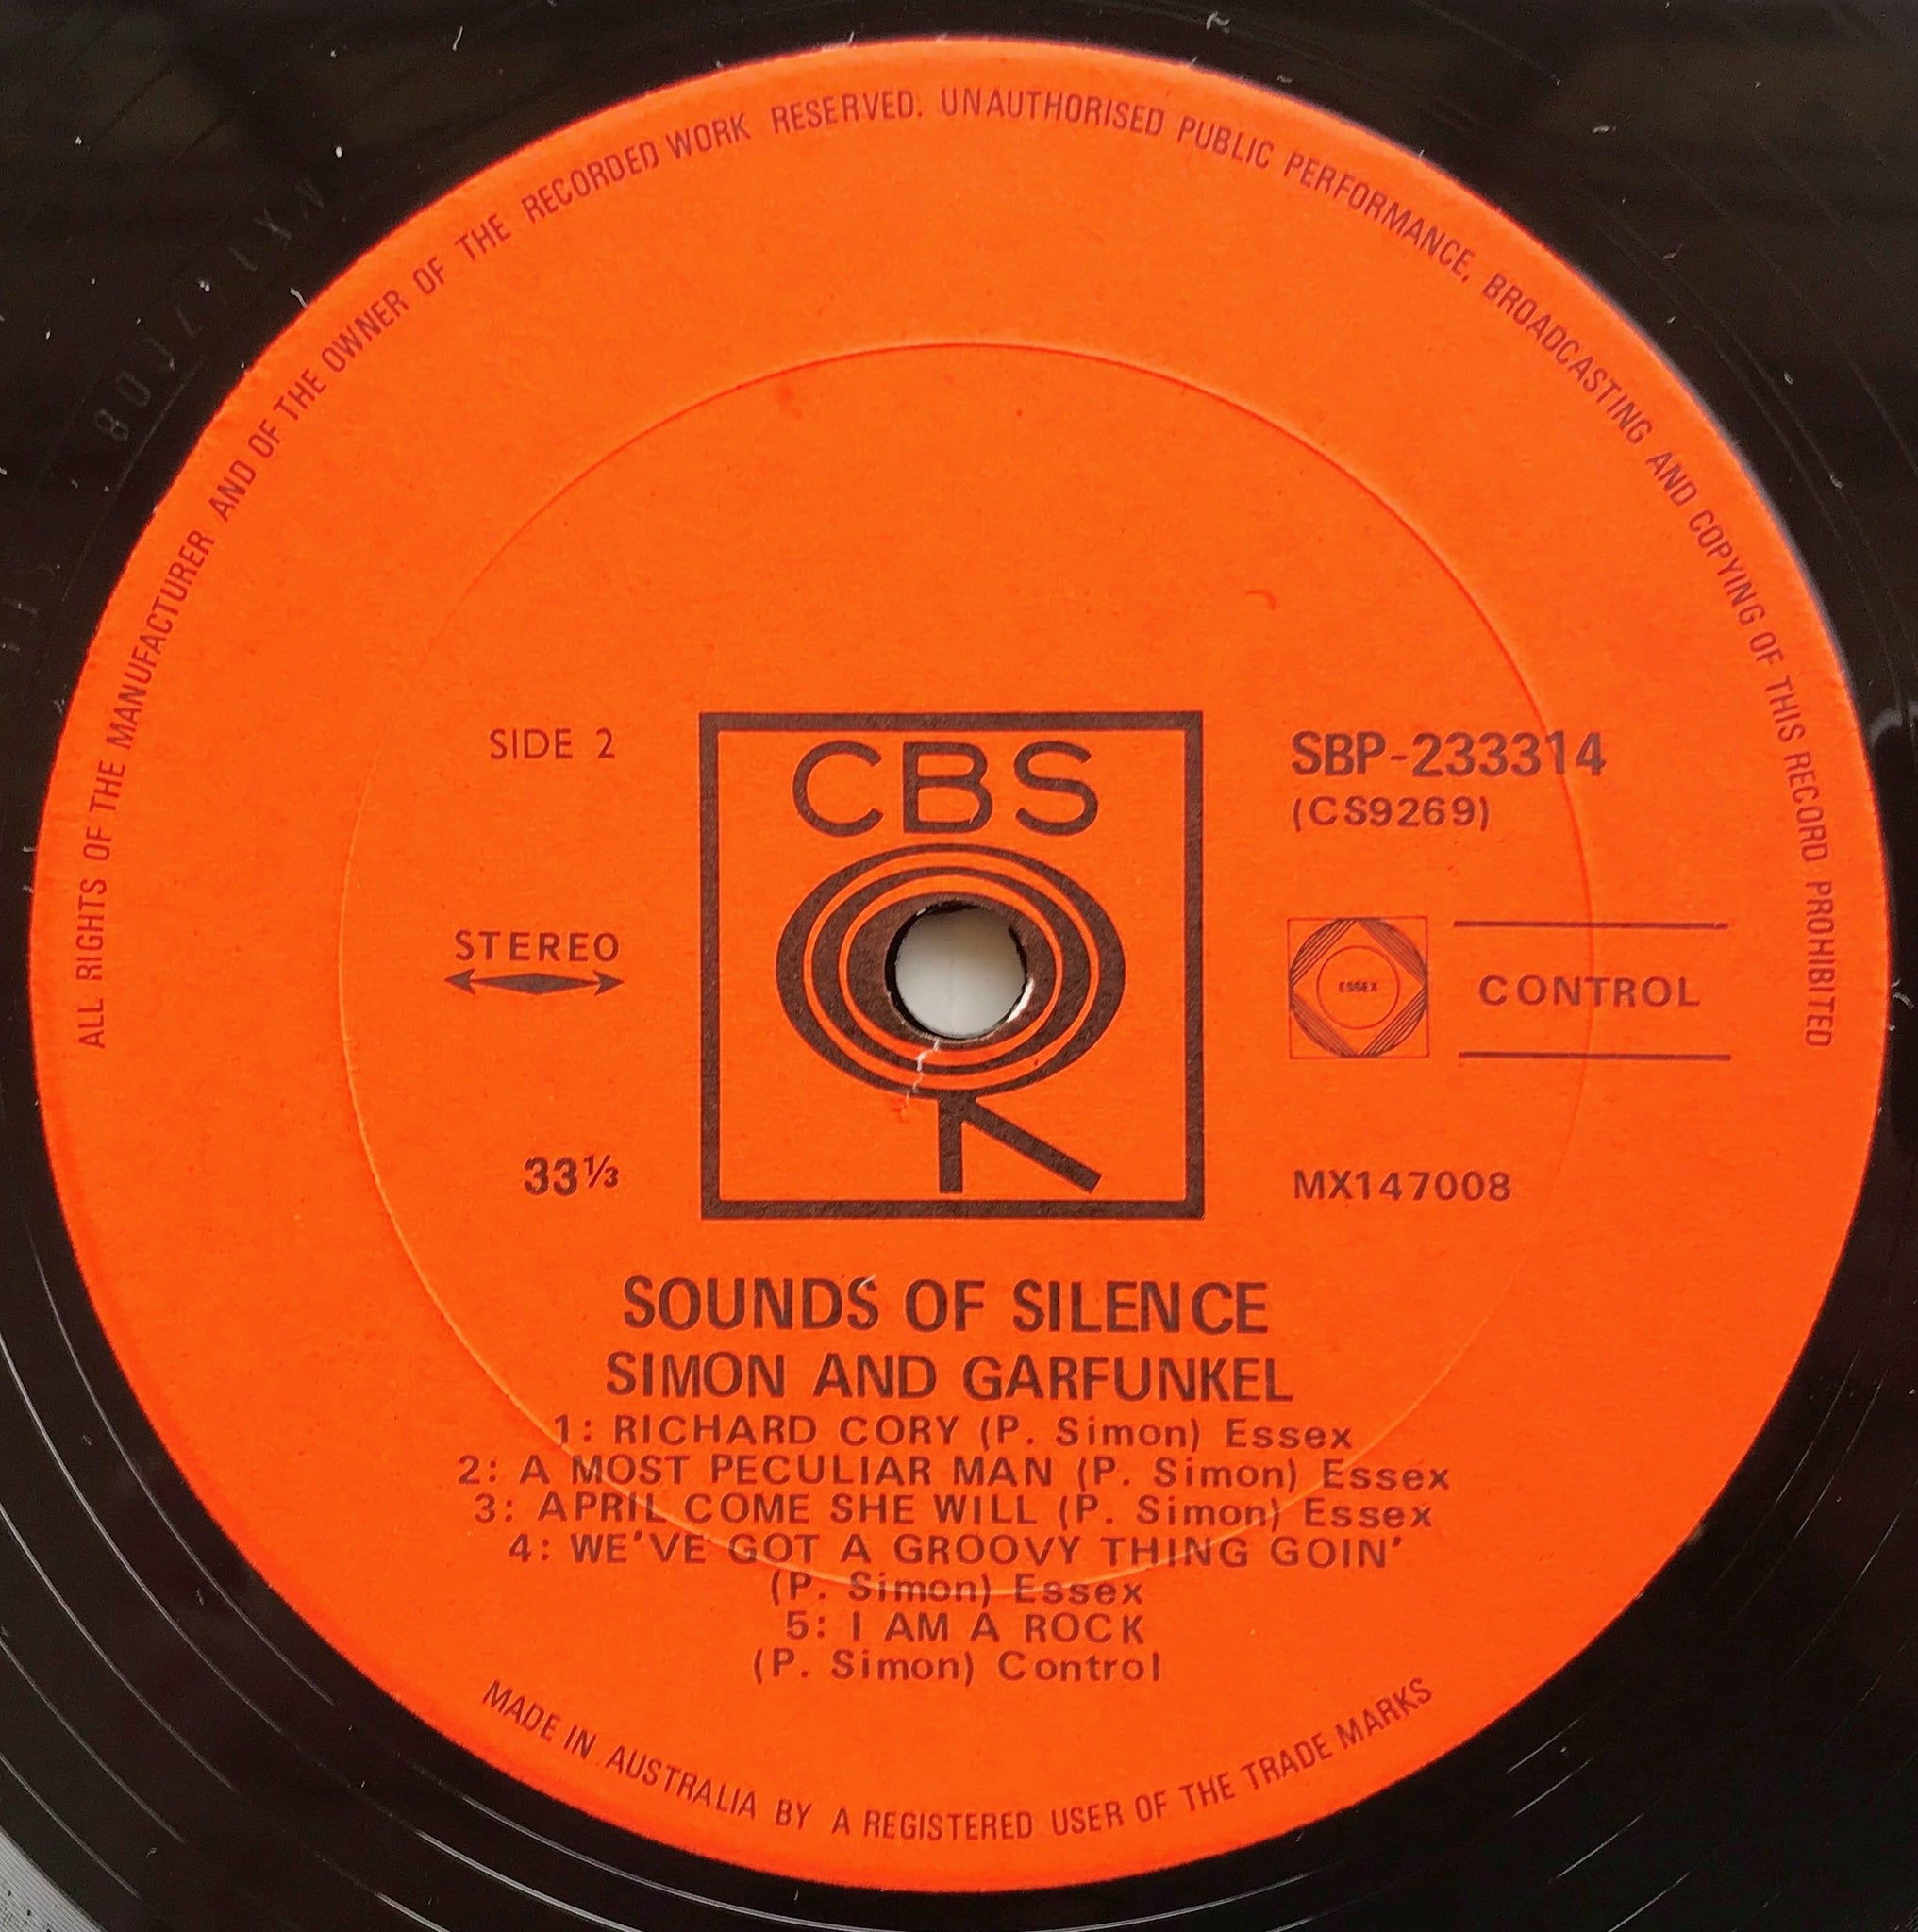 ALL RIGHTS OF THE MANUFACTURER AND OF THE OWNER OF THE RECORDED WORK RESERVED. UNAUTHORISED PUBLIC PERFORMANCE, BROADCASTING AND COPYING OF THIS RECORD PROHIBITED
SIDE 2
CBS
SBP-233314
(CS9269)
STEREO
ESSEX
CONTROL
33⅓
MX147008
SOUNDS OF SILENCE
SIMON AND GARFUNKEL
1: RICHARD CORY (P. Simon) Essex
2: A MOST PECULIAR MAN (P. Simon) Essex
3: APRIL COME SHE WILL (P. Simon) Essex
4: WE'VE GOT A GROOVY THING GOIN'
(P. Simon) Essex
5: I AM A ROCK
(P. Simon) Control
MADE IN AUSTRALIA BY A REGISTERED USER OF THE TRADE MARKS